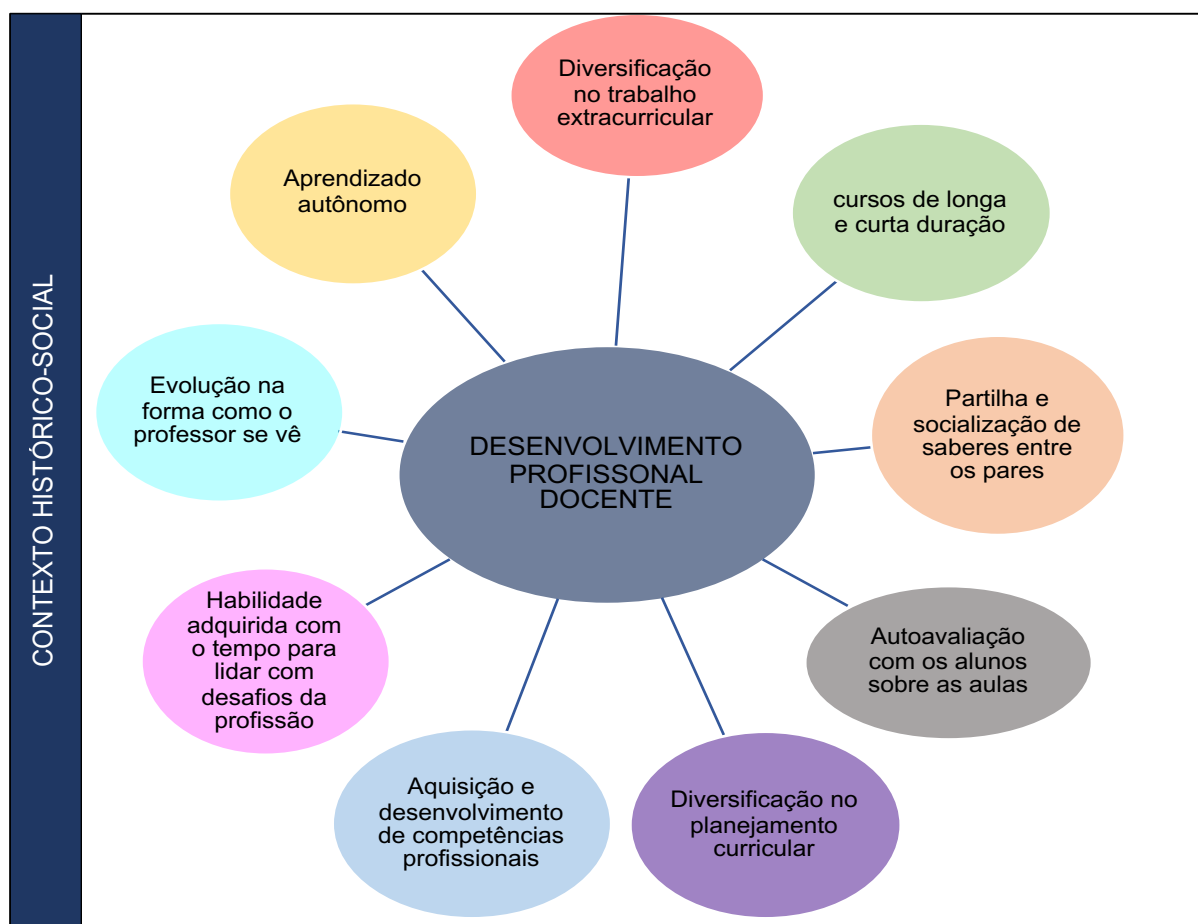 CONTEXTO HISTÓRICO-SOCIAL
Diversificação
no trabalho
extracurricular
Aprendizado
autônomo
cursos de longa
e curta duração
Evolução na
forma como o
professor se vê
DESENVOLVIMENTO
PROFISSONAL
DOCENTE
Partilha e
socialização de
saberes entre
os pares
Habilidade
adquirida com
o tempo para
lidar com
desafios da
profissão
Autoavaliação
com os alunos
sobre as aulas
Aquisição e
desenvolvimento
de competências
profissionais
Diversificação no
planejamento
curricular